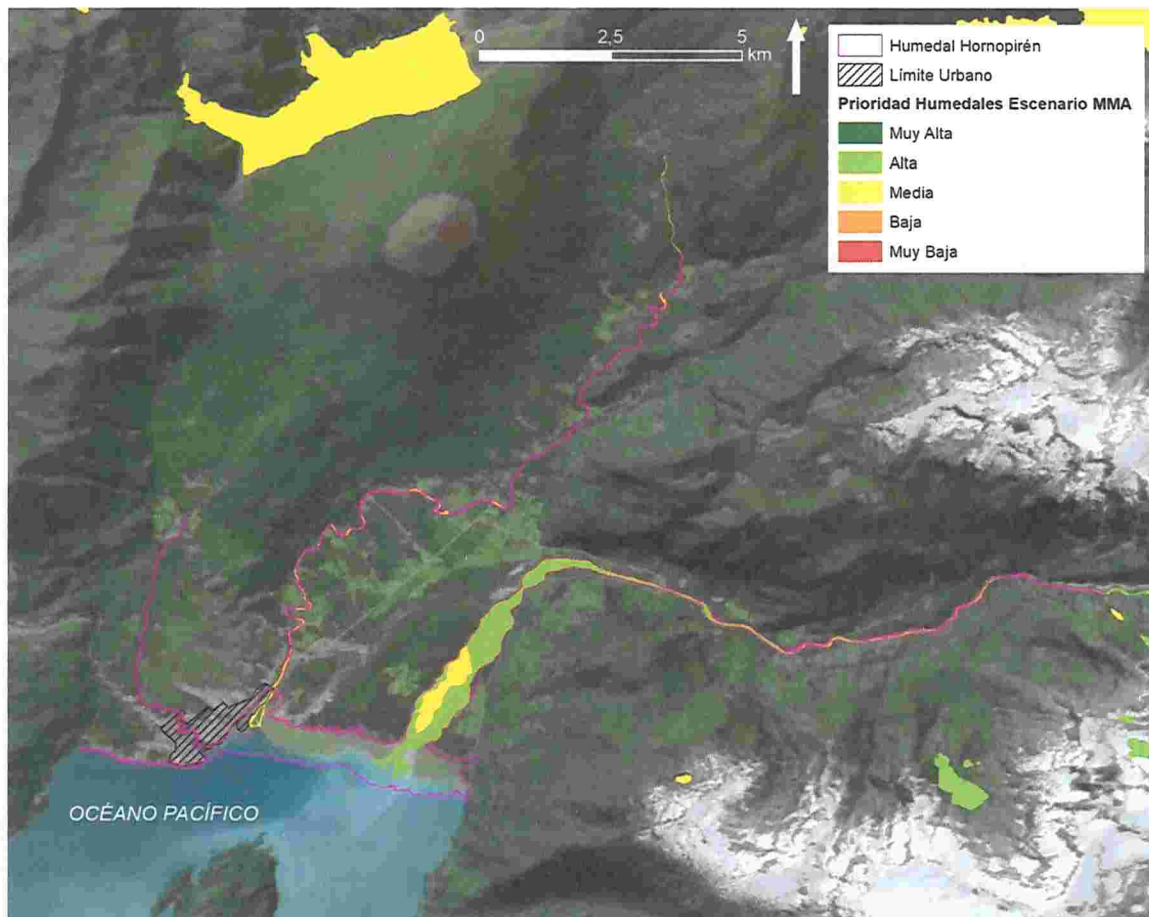 0 2,5 5
km
Humedal Hornopirén
Límite Urbano
Prioridad Humedales Escenario MMA
Muy Alta
Alta
Media
Baja
Muy Baja
OCÉANO PACÍFICO